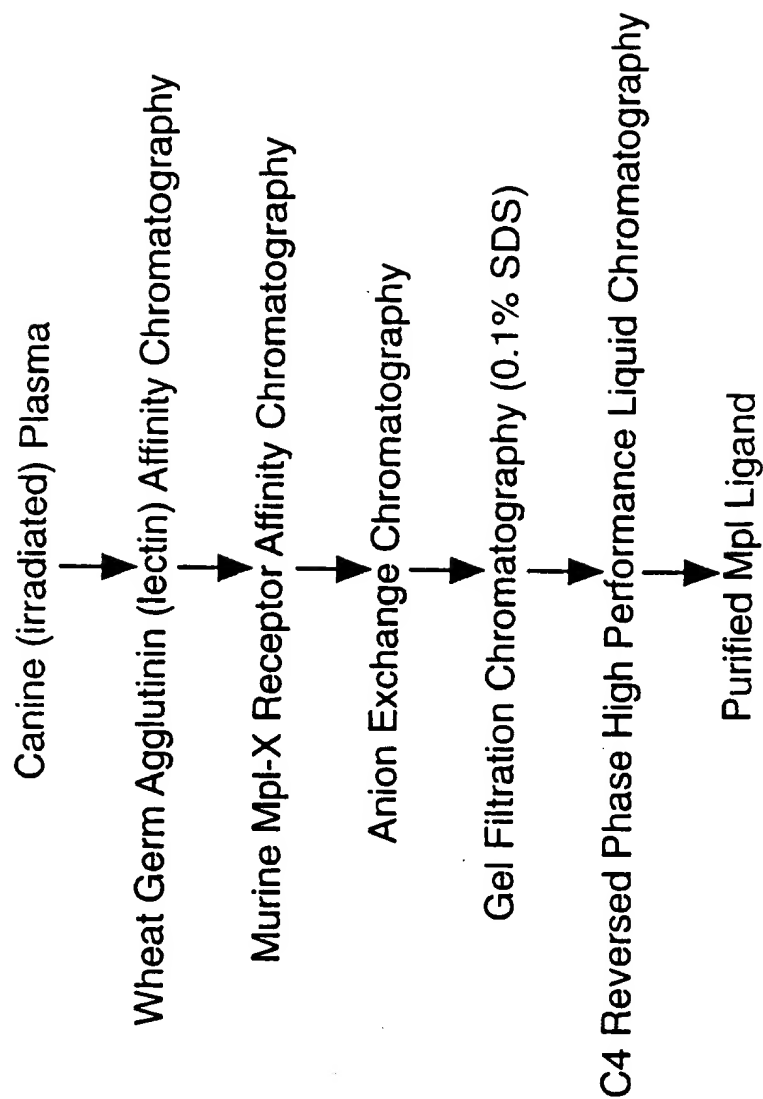 Canine (irradiated) Plasma
Wheat Germ Agglutinin (lectin) Affinity Chromatography
Murine Mpl-X Receptor Affinity Chromatography
Anion Exchange Chromatography
Gel Filtration Chromatography (0.1% SDS)
C4 Reversed Phase High Performance Liquid Chromatography
Purified Mpl Ligand